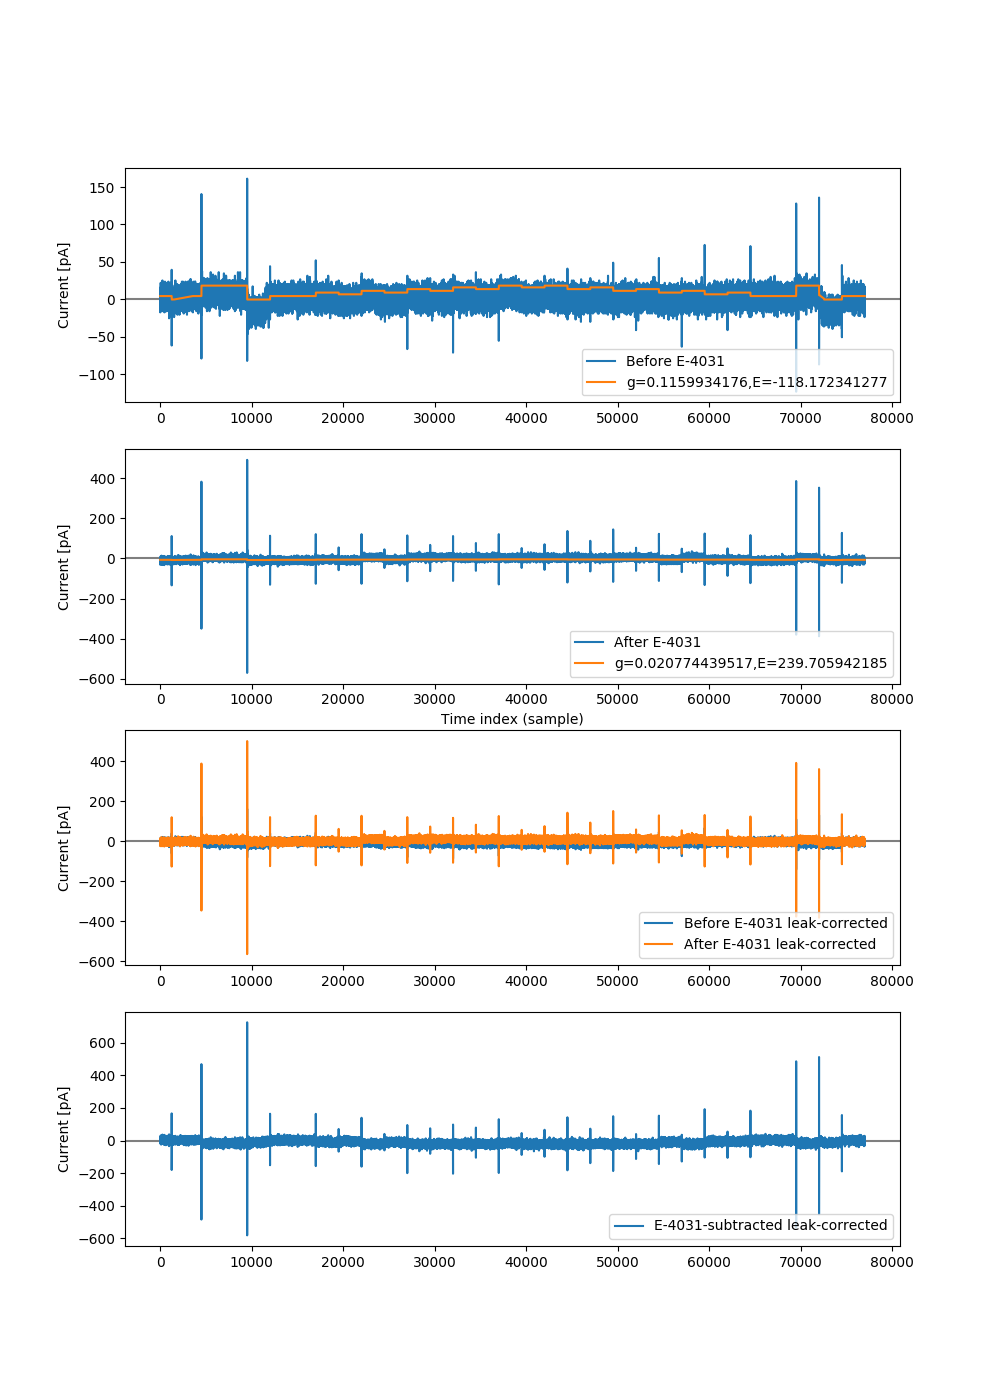 150
100
50
0
−50
−100
Current [pA]
Before E-4031
g=0.1159934176,E=-118.172341277
0 10000 20000 30000 40000 50000 60000 70000 80000
400
200
0
−200
−400
−600
Current [pA]
After E-4031
g=0.020774439517,E=239.705942185
0 10000 20000 30000 40000 50000 60000 70000 80000
Time index (sample)
400
200
0
−200
−400
−600
Current [pA]
Before E-4031 leak-corrected
After E-4031 leak-corrected
0 10000 20000 30000 40000 50000 60000 70000 80000
600
400
200
0
−200
−400
−600
Current [pA]
E-4031-subtracted leak-corrected
0 10000 20000 30000 40000 50000 60000 70000 80000